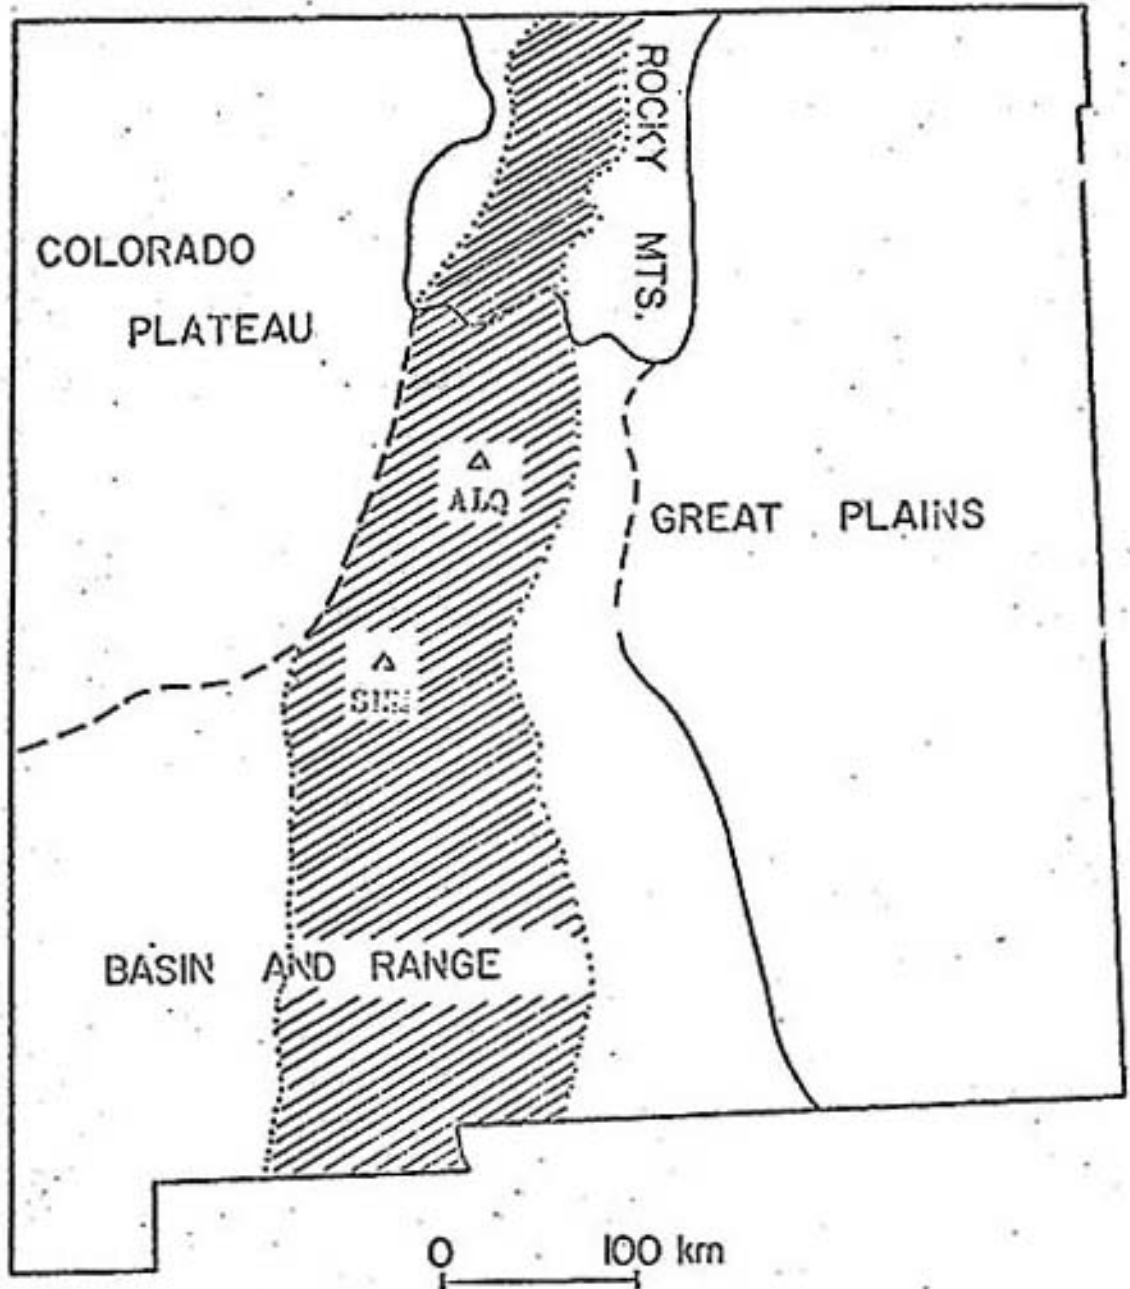 ROCKY MTS.
COLORADO
PLATEAU
ALQ
GREAT PLAINS
BASIN AND RANGE
0 100 km